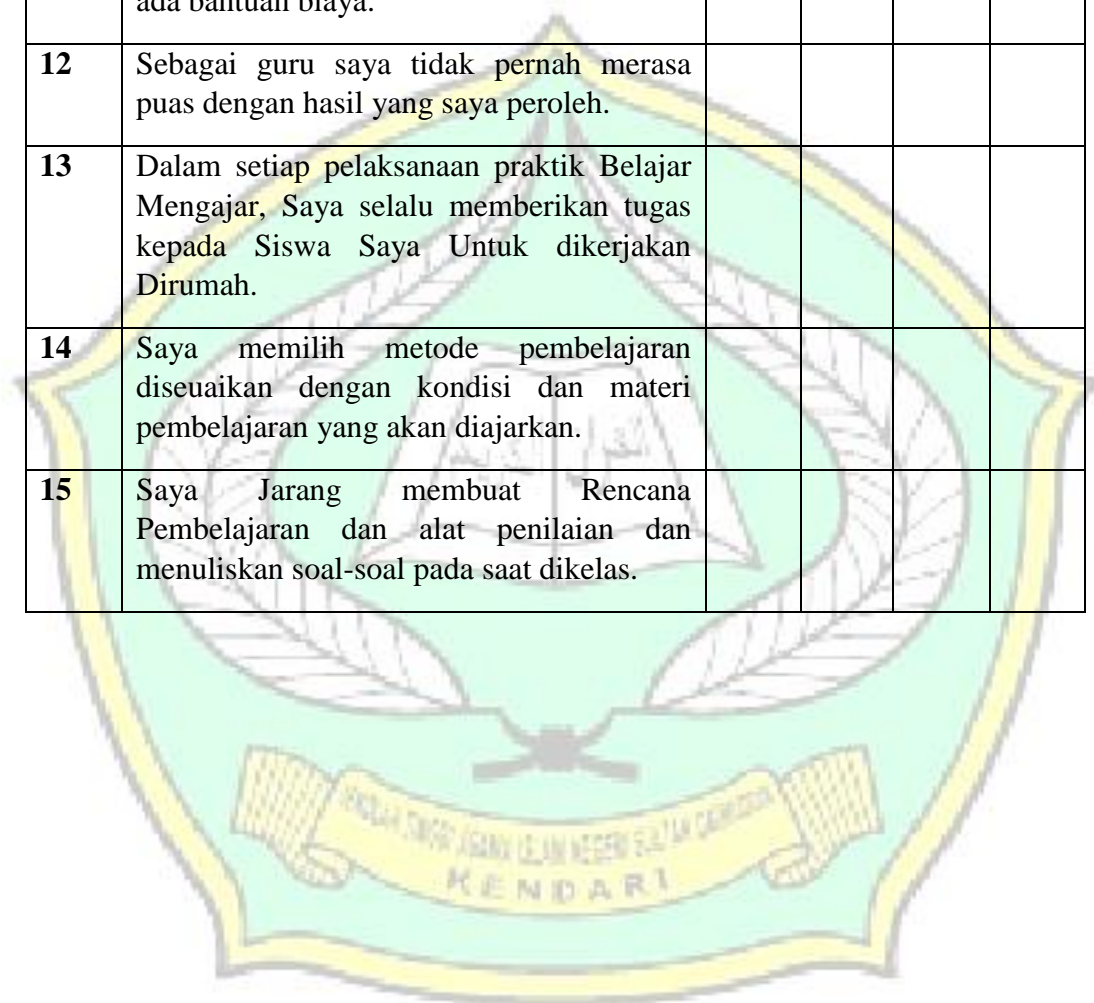 ada bantuan biaya.
12 Sebagai guru saya tidak pernah merasa
puas dengan hasil yang saya peroleh.
13 Dalam setiap pelaksanaan praktik Belajar
Mengajar, Saya selalu memberikan tugas
kepada Siswa Saya Untuk dikerjakan
Dirumah.
14 Saya memilih metode pembelajaran
diseuaikan dengan kondisi dan materi
pembelajaran yang akan diajarkan.
15 Saya Jarang membuat Rencana
Pembelajaran dan alat penilaian dan
menuliskan soal-soal pada saat dikelas.
KENDARI